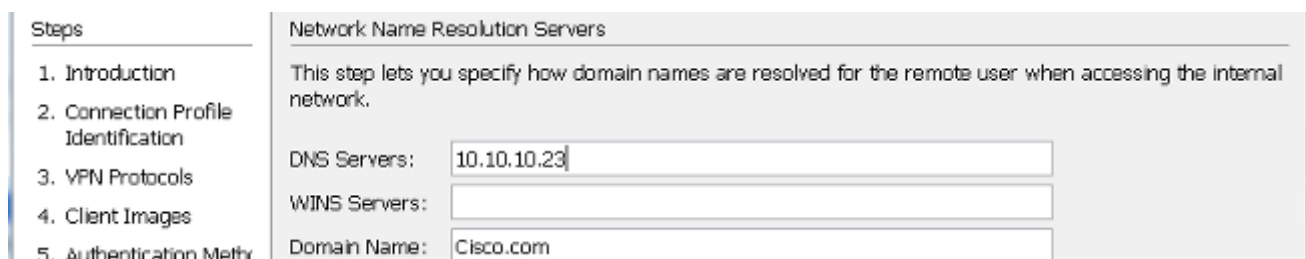 Steps
1. Introduction
2. Connection Profile
Identification
3. VPN Protocols
4. Client Images
5. Authentication
Network Name Resolution Servers
This step lets you specify how domain names are resolved for the remote user when accessing the internal
network.
DNS Servers: 10.10.10.23
WINS Servers:
Domain Name: Cisco.com